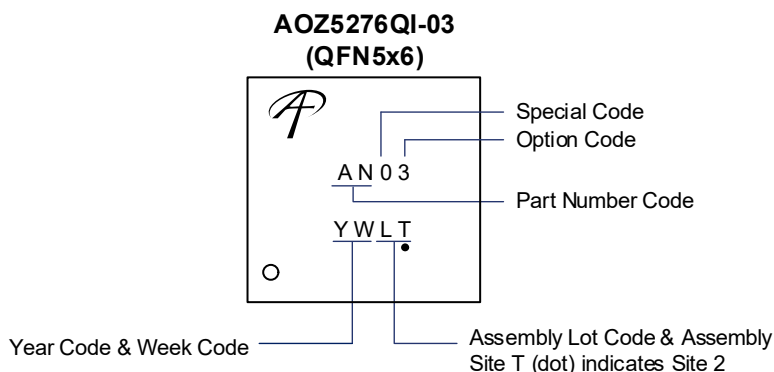 AOZ5276QI-03
(QFN5x6)
Special Code
Option Code
AN03
Part Number Code
YWLT
Year Code & Week Code
Assembly Lot Code & Assembly
Site T (dot) indicates Site 2